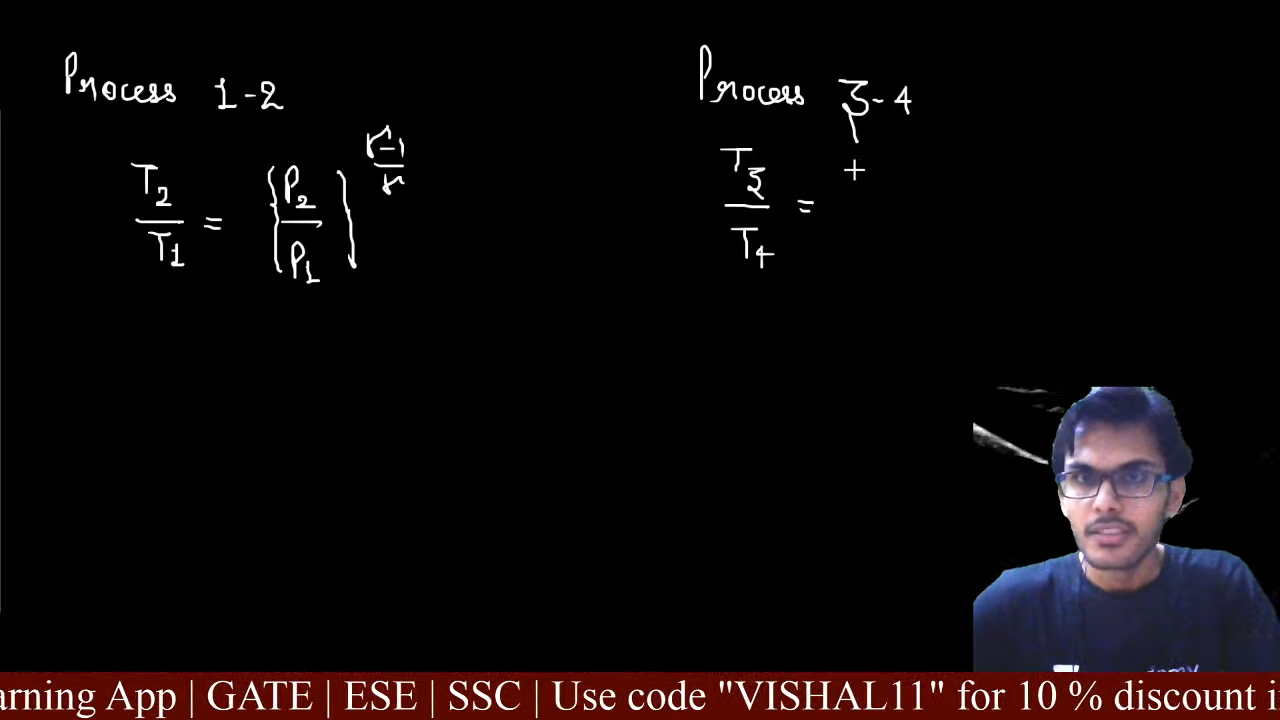 Process 1-2
T2/T1 = {P2/P1}^(r-1)/r
Process 3-4
T3/T4 =
arning App | GATE | ESE | SSC | Use code "VISHAL11" for 10 % discount i